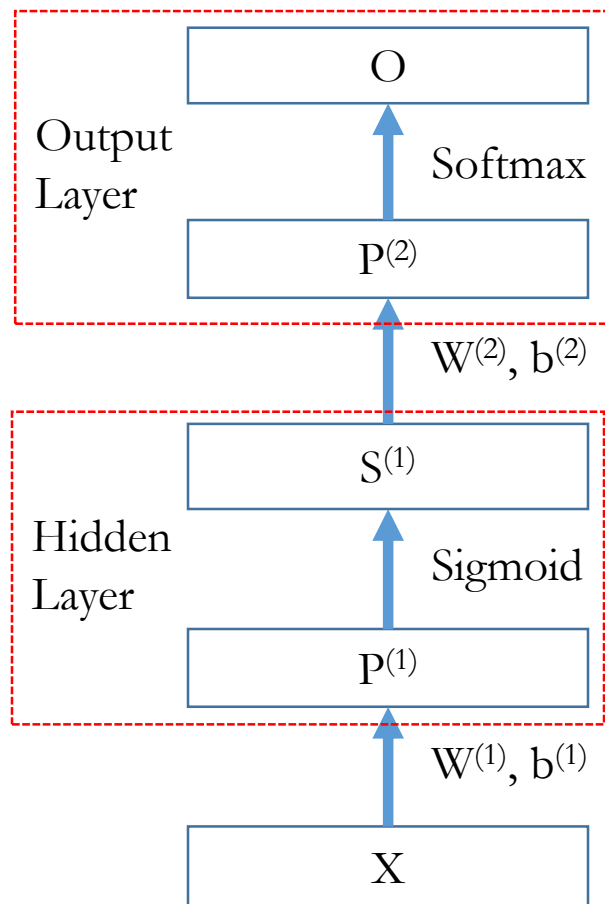 O
Output
Layer
Softmax
P⁽²⁾
W⁽²⁾, b⁽²⁾
S⁽¹⁾
Hidden
Layer
Sigmoid
P⁽¹⁾
W⁽¹⁾, b⁽¹⁾
X